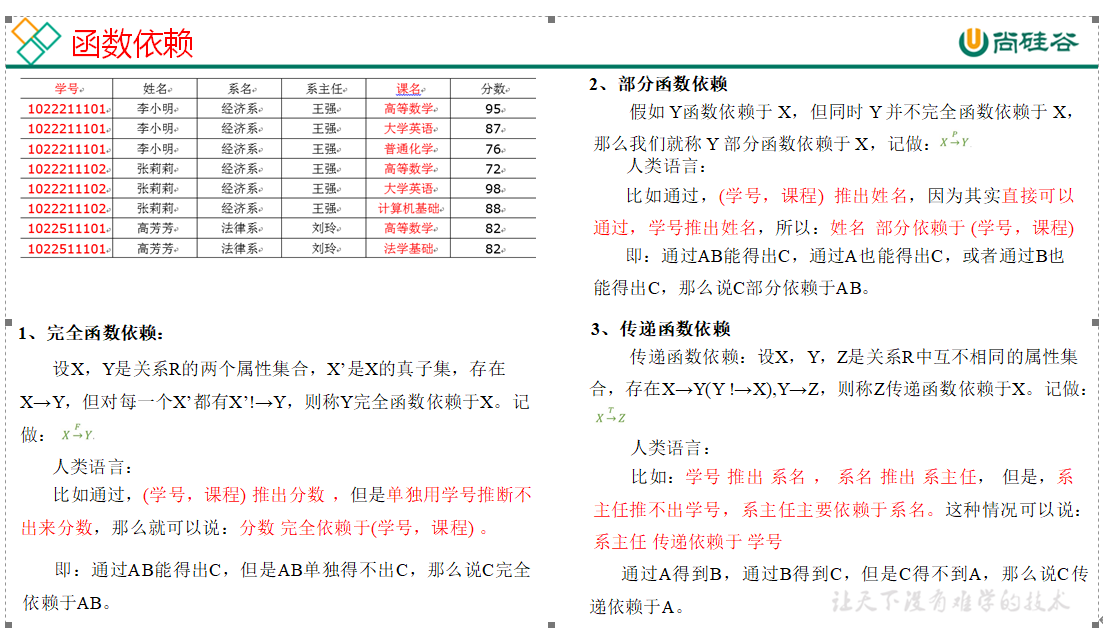 函数依赖
尚硅谷
学号 姓名 系名 系主任 课名 分数
1022211101 李小明 经济系 王强 高等数学 95
1022211101 李小明 经济系 王强 大学英语 87
1022211101 李小明 经济系 王强 普通化学 76
1022211102 张莉莉 经济系 王强 高等数学 72
1022211102 张莉莉 经济系 王强 大学英语 98
1022211102 张莉莉 经济系 王强 计算机基础 88
1022511101 高芳芳 法律系 刘玲 高等数学 82
1022511101 高芳芳 法律系 刘玲 法学基础 82
1、完全函数依赖:
设X，Y是关系R的两个属性集合，X’是X的真子集，存在
X→Y，但对每一个X’都有X’!→Y，则称Y完全函数依赖于X。记
做： X F→ Y.
人类语言：
比如通过，(学号，课程) 推出分数 ，但是单独用学号推断不
出来分数，那么就可以说：分数 完全依赖于(学号，课程) 。
即：通过AB能得出C，但是AB单独得不出C，那么说C完全
依赖于AB。
2、部分函数依赖
假如 Y函数依赖于 X，但同时 Y 并不完全函数依赖于 X，
那么我们就称 Y 部分函数依赖于 X，记做： X P→ Y
人类语言：
比如通过，(学号，课程) 推出姓名，因为其实直接可以
通过，学号推出姓名，所以：姓名 部分依赖于 (学号，课程)
即：通过AB能得出C，通过A也能得出C，或者通过B也
能得出C，那么说C部分依赖于AB。
3、传递函数依赖
传递函数依赖：设X，Y，Z是关系R中互不相同的属性集
合，存在X→Y(Y !→X),Y→Z，则称Z传递函数依赖于X。记做：
X T→ Z
人类语言：
比如：学号 推出 系名 ， 系名 推出 系主任， 但是，系
主任推不出学号，系主任主要依赖于系名。这种情况可以说：
系主任 传递依赖于 学号
通过A得到B，通过B得到C，但是C得不到A，那么说C传
递依赖于A。
让天下没有难学的技术